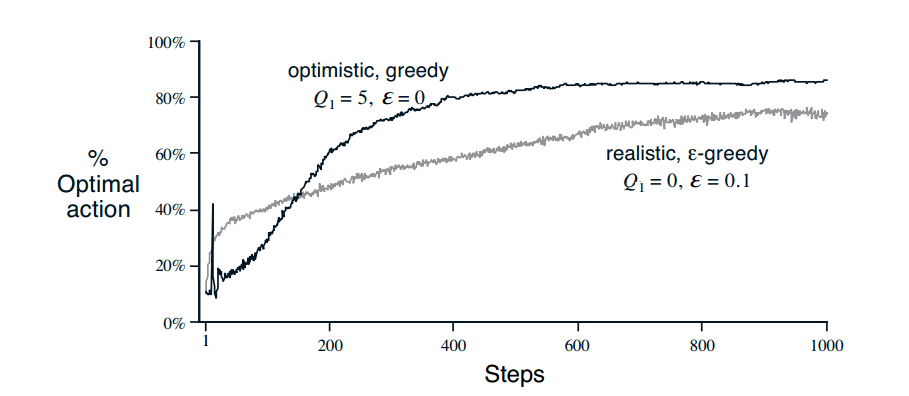 100%
80%
60%
40%
20%
0%
%
Optimal
action
optimistic, greedy
Q1 = 5, ε = 0
realistic, ε-greedy
Q1 = 0, ε = 0.1
1
200
400
600
800
1000
Steps